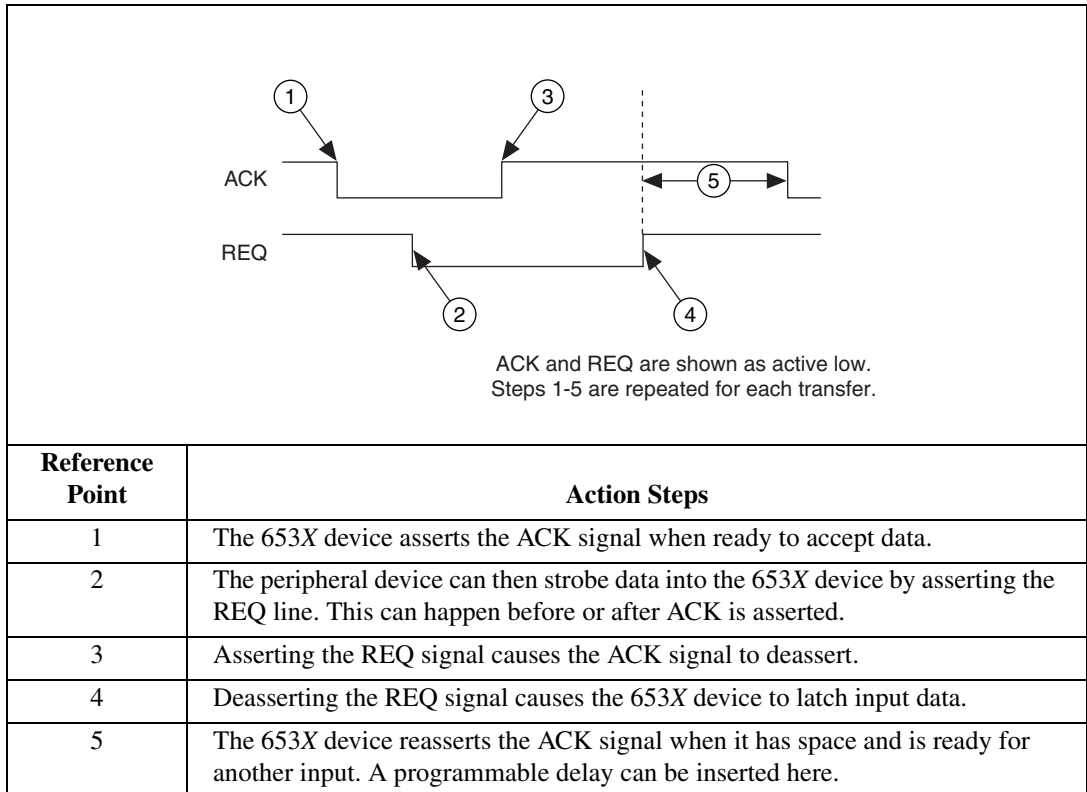 1
3
ACK
5
REQ
2
4
ACK and REQ are shown as active low.
Steps 1-5 are repeated for each transfer.
Reference
Point
Action Steps
1
The 653X device asserts the ACK signal when ready to accept data.
2
The peripheral device can then strobe data into the 653X device by asserting the
REQ line. This can happen before or after ACK is asserted.
3
Asserting the REQ signal causes the ACK signal to deassert.
4
Deasserting the REQ signal causes the 653X device to latch input data.
5
The 653X device reasserts the ACK signal when it has space and is ready for
another input. A programmable delay can be inserted here.